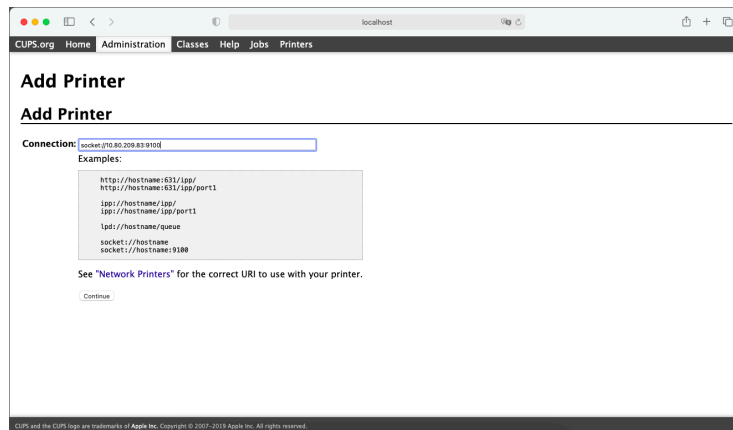 localhost
CUPS.org Home Administration Classes Help Jobs Printers
Add Printer
Add Printer
Connection: socket://10.80.209.83:9100
Examples:
http://hostname:631/ipp/
http://hostname:631/ipp/port1
ipp://hostname/ipp/
ipp://hostname/ipp/port1
lpd://hostname/queue
socket://hostname
socket://hostname:9100
See "Network Printers" for the correct URI to use with your printer.
Continue
CUPS and the CUPS logo are trademarks of Apple Inc. Copyright © 2007-2019 Apple Inc. All rights reserved.